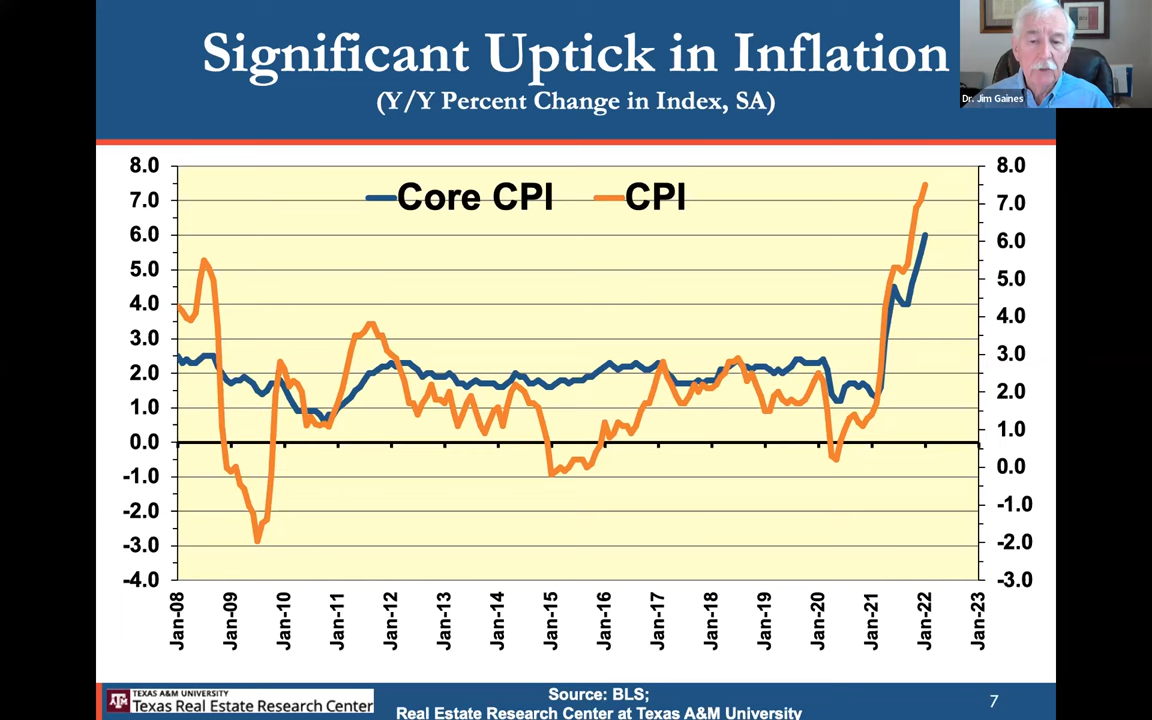 Significant Uptick in Inflation
(Y/Y Percent Change in Index, SA)
Dr. Jim Gaines
Core CPI
CPI
8.0
7.0
6.0
5.0
4.0
3.0
2.0
1.0
0.0
-1.0
-2.0
-3.0
-4.0
8.0
7.0
6.0
5.0
4.0
3.0
2.0
1.0
0.0
-1.0
-2.0
-3.0
Jan-08
Jan-09
Jan-10
Jan-11
Jan-12
Jan-13
Jan-14
Jan-15
Jan-16
Jan-17
Jan-18
Jan-19
Jan-20
Jan-21
Jan-22
Jan-23
TEXAS A&M UNIVERSITY
Texas Real Estate Research Center
Source: BLS;
Real Estate Research Center at Texas A&M University
7